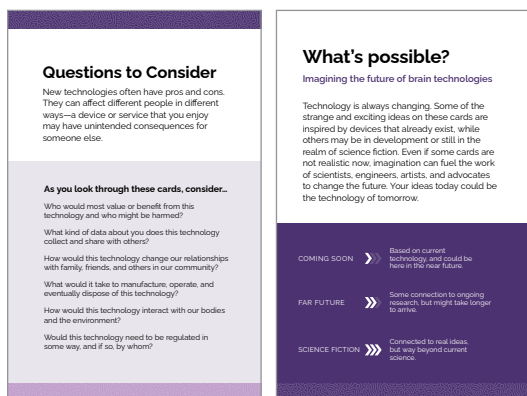 Questions to Consider
New technologies often have pros and cons.
They can affect different people in different
ways—a device or service that you enjoy
may have unintended consequences for
someone else.
As you look through these cards, consider…
Who would most value or benefit from this
technology and who might be harmed?
What kind of data about you does this technology
collect and share with others?
How would this technology change our relationships
with family, friends, and others in our community?
What would it take to manufacture, operate, and
eventually dispose of this technology?
How would this technology interact with our bodies
and the environment?
Would this technology need to be regulated in
some way, and if so, by whom?
What’s possible?
Imagining the future of brain technologies
Technology is always changing. Some of the
strange and exciting ideas on these cards are
inspired by devices that already exist, while
others may be in development or still in the
realm of science fiction. Even if some cards are
not realistic now, imagination can fuel the work
of scientists, engineers, artists, and advocates
to change the future. Your ideas today could be
the technology of tomorrow.
COMING SOON
Based on current
technology, and could be
here in the near future.
FAR FUTURE
Some connection to ongoing
research, but might take longer
to arrive.
SCIENCE FICTION
Connected to real ideas,
but way beyond current
science.